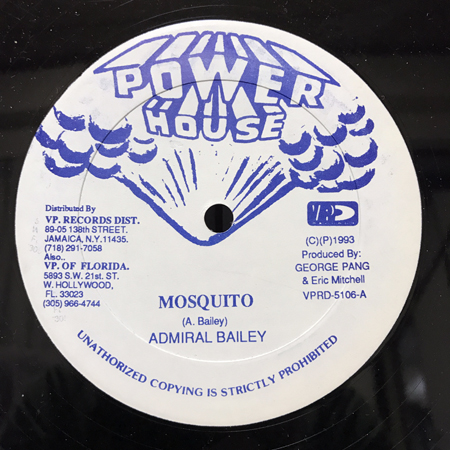 POWER
HOUSE
Distributed By
VP. RECORDS DIST.
89-05 138th STREET.
JAMAICA, N.Y.11435.
(718) 291-7058
Also..
VP. OF FLORIDA.
5893 S.W. 21st. ST.
W. HOLLYWOOD,
FL. 33023
(305) 966-4744
VPRD
(C)(P)1993
Produced By:
GEORGE PANG
& Eric Mitchell
VPRD-5106-A
MOSQUITO
(A. Bailey)
ADMIRAL BAILEY
UNATHORIZED COPYING IS STRICTLY PROHIBITED